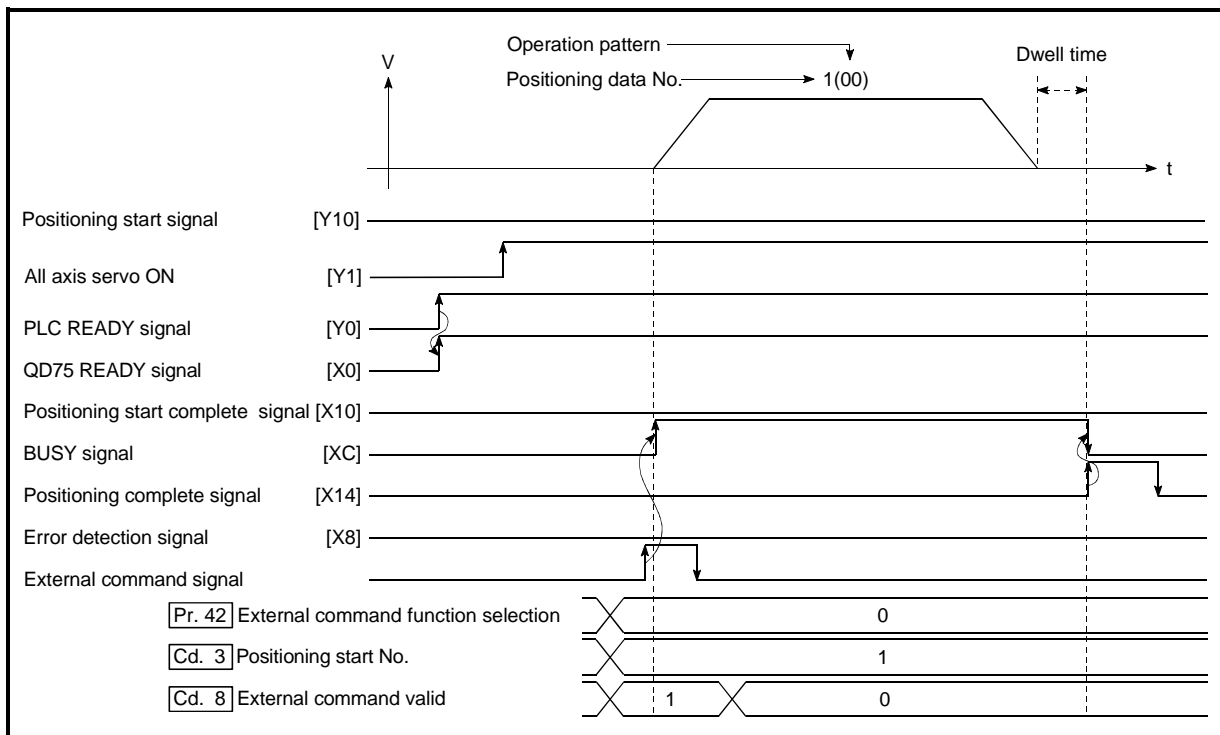 Operation pattern
Dwell time
V
Positioning data No.
1(00)
t
Positioning start signal [Y10]
All axis servo ON [Y1]
PLC READY signal [Y0]
QD75 READY signal [X0]
Positioning start complete signal [X10]
BUSY signal [XC]
Positioning complete signal [X14]
Error detection signal [X8]
External command signal
Pr. 42 External command function selection 0
Cd. 3 Positioning start No. 1
Cd. 8 External command valid 1 0